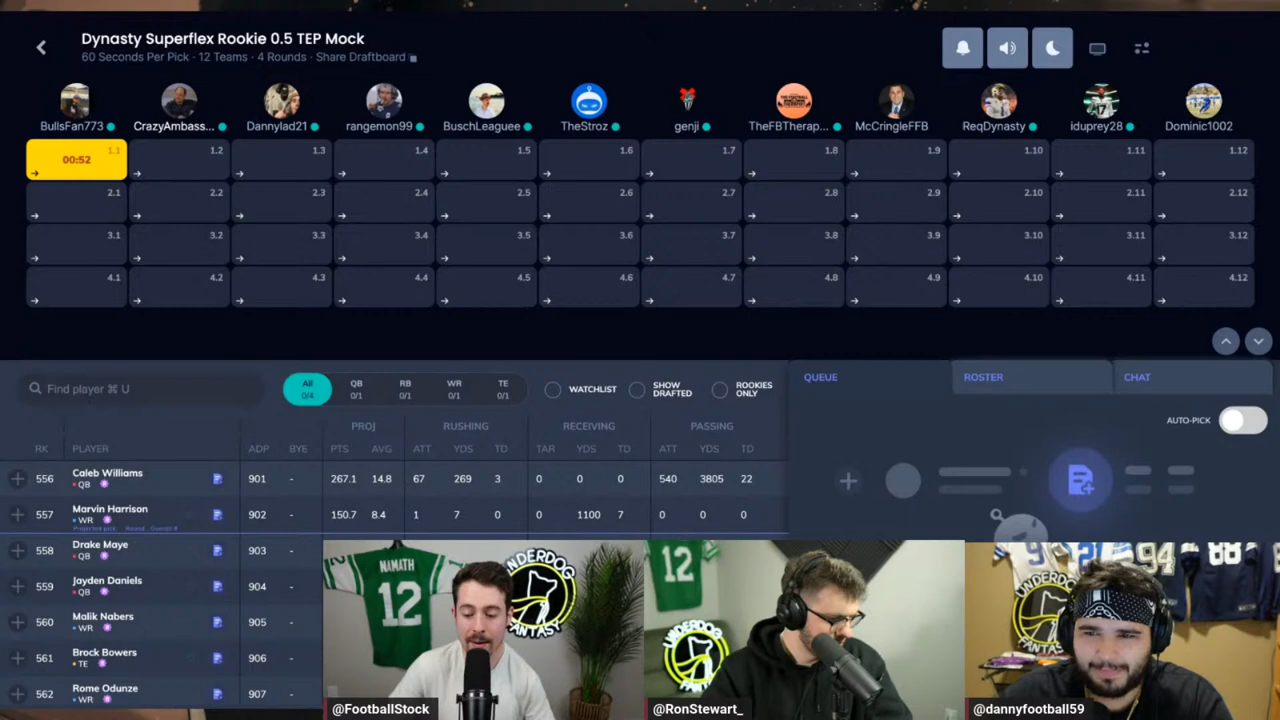 Dynasty Superflex Rookie 0.5 TEP Mock
60 Seconds Per Pick · 12 Teams · 4 Rounds · Share Draftboard
BullsFan773 CrazyAmbass... Dannylad21 rangemon99 BuschLeaguee TheStroz genji TheFBTherap... McCringleFFB ReqDynasty iduprey28 Dominic1002
00:52 1.1 1.2 1.3 1.4 1.5 1.6 1.7 1.8 1.9 1.10 1.11 1.12
2.1 2.2 2.3 2.4 2.5 2.6 2.7 2.8 2.9 2.10 2.11 2.12
3.1 3.2 3.3 3.4 3.5 3.6 3.7 3.8 3.9 3.10 3.11 3.12
4.1 4.2 4.3 4.4 4.5 4.6 4.7 4.8 4.9 4.10 4.11 4.12
Find player ⌘ U
All QB RB WR TE
0/4 0/1 0/1 0/1 0/1
WATCHLIST
SHOW DRAFTED
ROOKIES ONLY
QUEUE ROSTER CHAT
AUTO-PICK
PROJ RUSHING RECEIVING PASSING
RK PLAYER ADP BYE PTS AVG ATT YDS TD TAR YDS TD ATT YDS TD
556 Caleb Williams 901 - 267.1 14.8 67 269 3 0 0 0 540 3805 22
QB
557 Marvin Harrison 902 - 150.7 8.4 1 7 0 0 1100 7 0 0 0
WR
558 Drake Maye 903 -
QB
559 Jayden Daniels 904 -
QB
560 Malik Nabers 905 -
WR
561 Brock Bowers 906 -
TE
562 Rome Odunze 907 -
WR
NAMATH
12
UNDERDOG
FANTASY
@FootballStock
12
UNDERDOG
FANTASY
@RonStewart_
UNDERDOG
FANTASY
94
88
@dannyfootball59